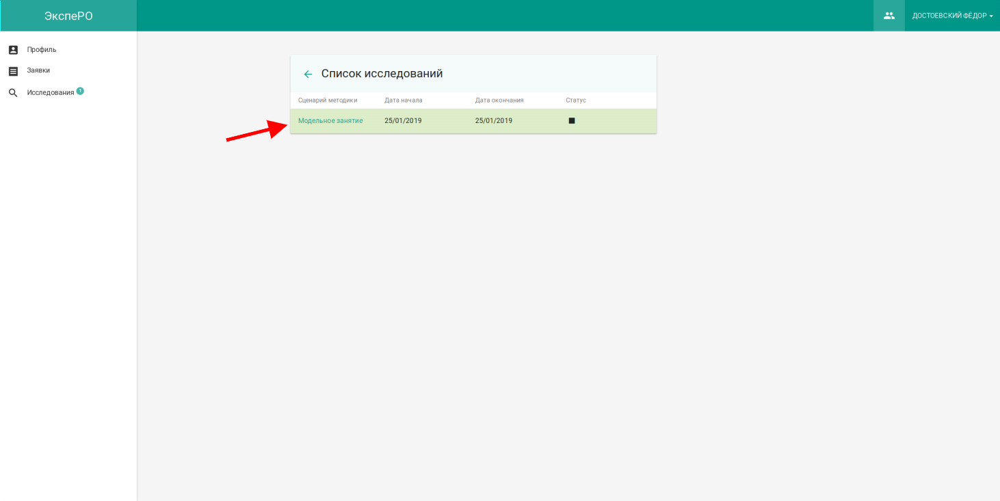 ЭкспеРО
ДОСТОЕВСКИЙ ФЁДОР
Профиль
Заявки
Исследования 1
Список исследований
Сценарий методики Дата начала Дата окончания Статус
Модельное занятие 25/01/2019 25/01/2019